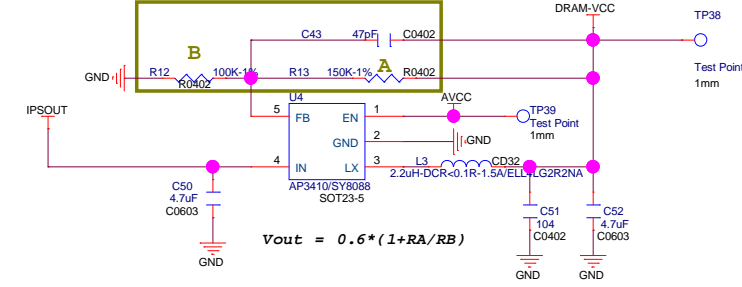 DRAM-VCC
TP38
C43 47pF C0402
B
A
Test Point
1mm
GND R12 100K-1% R13 150K-1% R0402
R0402
U4
AVCC
IPSOUT
5 FB EN 1
TP39
Test Point
1mm
GND 2 GND
4 IN LX 3 L3 CD32
2.2uH-DCR<0.1R-1.5A/ELL4LG2R2NA
AP3410/SY8088
SOT23-5
C50
4.7uF
C0603
C51
104
C0402
C52
4.7uF
C0603
Vout = 0.6*(1+RA/RB)
GND
GND
GND